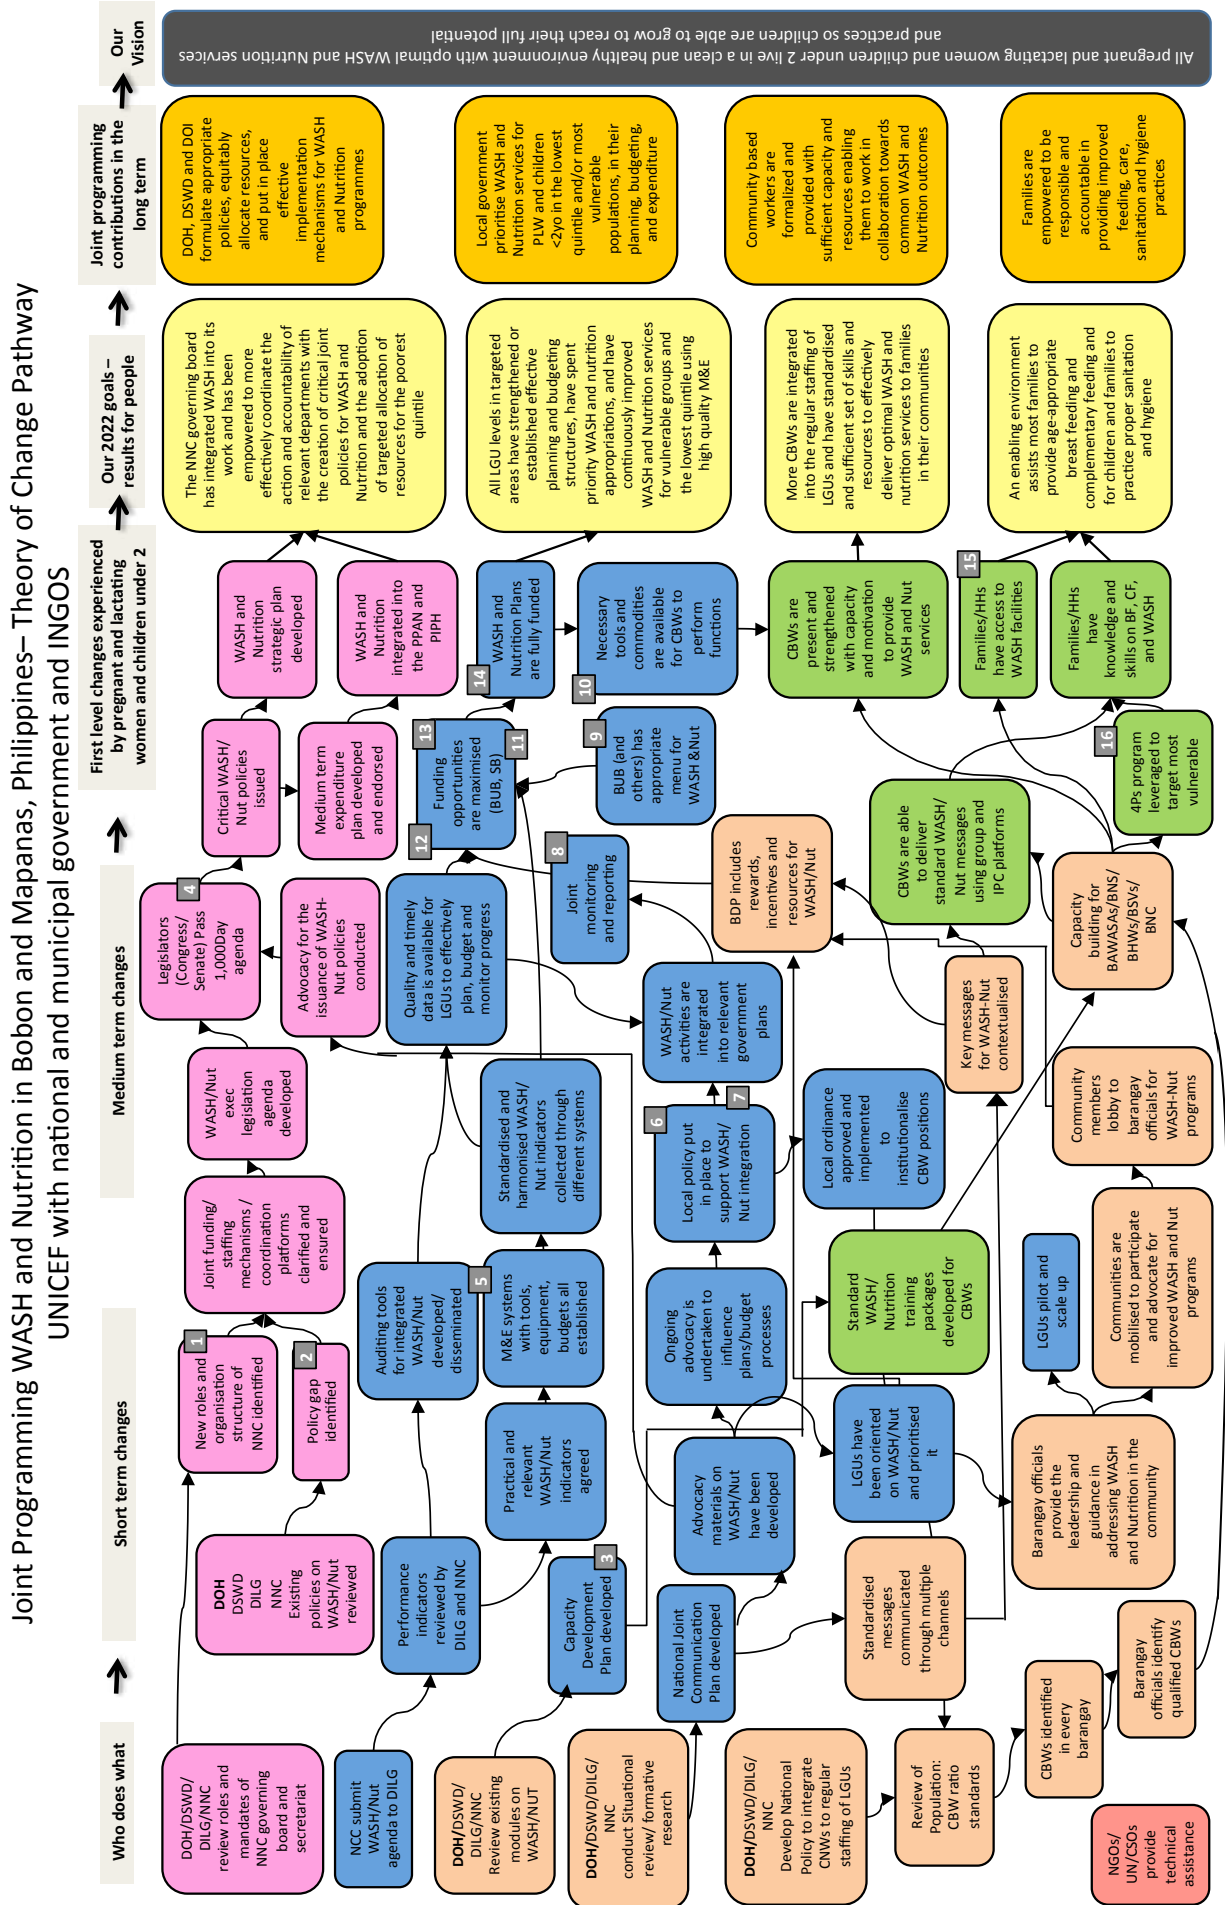 Joint Programming WASH and Nutrition in Bobon and Mapanas, Philippines– Theory of Change Pathway
UNICEF with national and municipal government and INGOS
Who does what
Short term changes
Medium term changes
First level changes experienced
by pregnant and lactating
women and children under 2
Our 2022 goals –
results for people
Joint programming
contributions in the
long term
Our
Vision
DOH/DSWD/
DILG/NNC
review roles and
mandates of
NNC governing
board and
secretariat
NCC submit
WASH/Nut
agenda to DILG
DOH/DSWD/
DILG/NNC
Review existing
modules on
WASH/NUT
DOH/DSWD/DILG/
NNC
conduct Situational
review/ formative
research
DOH/DSWD/DILG/
NNC
Develop National
Policy to integrate
CNWs to regular
staffing of LGUs
Review of
Population:
CBW ratio
standards
CBWs identified
in every
barangay
Barangay
officials identify
qualified CBWs
NGOs/
UN/CSOs
provide
technical
assistance
DOH
DSWD
DILG
NNC
Existing
policies on
WASH/Nut
reviewed
Performance
indicators
reviewed by
DILG and NNC
Capacity
Development
Plan developed
3
National Joint
Communication
Plan developed
Standardised
messages
communicated
through multiple
channels
New roles and
organisation
structure of
NNC identified
1
Policy gap
identified
2
Auditing tools
for integrated
WASH/Nut
developed/
disseminated
Practical and
relevant
WASH/Nut
indicators
agreed
M&E systems
with tools,
equipment,
budgets all
established
5
Advocacy
materials on
WASH/Nut
have been
developed
Ongoing
advocacy is
undertaken to
influence
plans/budget
processes
LGUs have
been oriented
on WASH/Nut
and prioritised
it
Standard
WASH/
Nutrition
training
packages
developed for
CBWs
Barangay officials
provide the
leadership and
guidance in
addressing WASH
and Nutrition in the
community
LGUs pilot and
scale up
Communities are
mobilised to participate
and advocate for
improved WASH and Nut
programs
Joint funding/
staffing
mechanisms /
coordination
platforms
clarified and
ensured
WASH/Nut
exec
legislation
agenda
developed
Legislators
(Congress/
Senate) Pass
1,000Day
agenda
4
Advocacy for the
issuance of WASH-
Nut policies
conducted
Standardised and
harmonised WASH/
Nut indicators
collected through
different systems
Quality and timely
data is available for
LGUs to effectively
plan, budget and
monitor progress
Local policy put
in place to
support WASH/
Nut integration
6
7
WASH/Nut
activities are
integrated
into relevant
government
plans
Joint
monitoring
and reporting
8
Local ordinance
approved and
implemented
to
institutionalise
CBW positions
BDP includes
rewards,
incentives and
resources for
WASH/Nut
Key messages
for WASH-Nut
contextualised
Community
members
lobby to
barangay
officials for
WASH-Nut
programs
CBWs are able
to deliver
standard WASH/
Nut messages
using group and
IPC platforms
Capacity
building for
BAWASAs/BNS/
BHWs/BSVs/
BNC
Critical WASH/
Nut policies
issued
Medium term
expenditure
plan developed
and endorsed
Funding
opportunities
are maximised
(BUB, SB)
12
13
11
BUB (and
others) has
appropriate
menu for
WASH &Nut
9
4Ps program
leveraged to
target most
vulnerable
16
WASH and
Nutrition
strategic plan
developed
WASH and
Nutrition
integrated into
the PPAN and
PIPH
WASH and
Nutrition Plans
are fully funded
14
Necessary
tools and
commodities
are available
for CBWs to
perform
functions
10
CBWs are
present and
strengthened
with capacity
and motivation
to provide
WASH and Nut
services
Families/HHs
have access to
WASH facilities
15
Families/HHs
have
knowledge and
skills on BF, CF,
and WASH
The NNC governing board
has integrated WASH into its
work and has been
empowered to more
effectively coordinate the
action and accountability of
relevant departments with
the creation of critical joint
policies for WASH and
Nutrition and the adoption
of targeted allocation of
resources for the poorest
quintile
All LGU levels in targeted
areas have strengthened or
established effective
planning and budgeting
structures, have spent
priority WASH and nutrition
appropriations, and have
continuously improved
WASH and Nutrition services
for vulnerable groups and
the lowest quintile using
high quality M&E
More CBWs are integrated
into the regular staffing of
LGUs and have standardised
and sufficient set of skills and
resources to effectively
deliver optimal WASH and
nutrition services to families
in their communities
An enabling environment
assists most families to
provide age-appropriate
breast feeding and
complementary feeding and
for children and families to
practice proper sanitation
and hygiene
DOH, DSWD and DOI
formulate appropriate
policies, equitably
allocate resources,
and put in place
effective
implementation
mechanisms for WASH
and Nutrition
programmes
Local government
prioritise WASH and
Nutrition services for
PLW and children
<2yo in the lowest
quintile and/or most
vulnerable
populations, in their
planning, budgeting,
and expenditure
Community based
workers are
formalized and
provided with
sufficient capacity and
resources enabling
them to work in
collaboration towards
common WASH and
Nutrition outcomes
Families are
empowered to be
responsible and
accountable in
providing improved
feeding, care,
sanitation and hygiene
practices
All pregnant and lactating women and children under 2 live in a clean and healthy environment with optimal WASH and Nutrition services
and practices so children are able to grow to reach their full potential